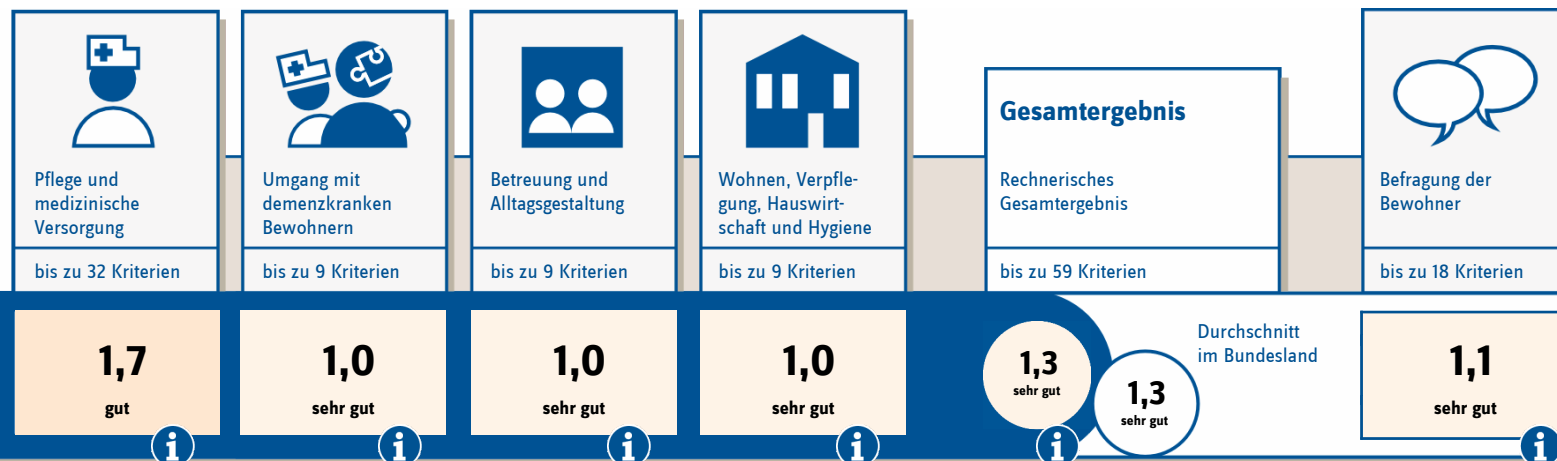 Pflege und
medizinische
Versorgung
bis zu 32 Kriterien
1,7
gut
i
Umgang mit
demenzkranken
Bewohnern
bis zu 9 Kriterien
1,0
sehr gut
i
Betreuung und
Alltagsgestaltung
bis zu 9 Kriterien
1,0
sehr gut
i
Wohnen, Verpfle-
gung, Hauswirt-
schaft und Hygiene
bis zu 9 Kriterien
1,0
sehr gut
i
Gesamtergebnis
Rechnerisches
Gesamtergebnis
bis zu 59 Kriterien
1,3
sehr gut
i
Durchschnitt
im Bundesland
1,3
sehr gut
Befragung der
Bewohner
bis zu 18 Kriterien
1,1
sehr gut
i